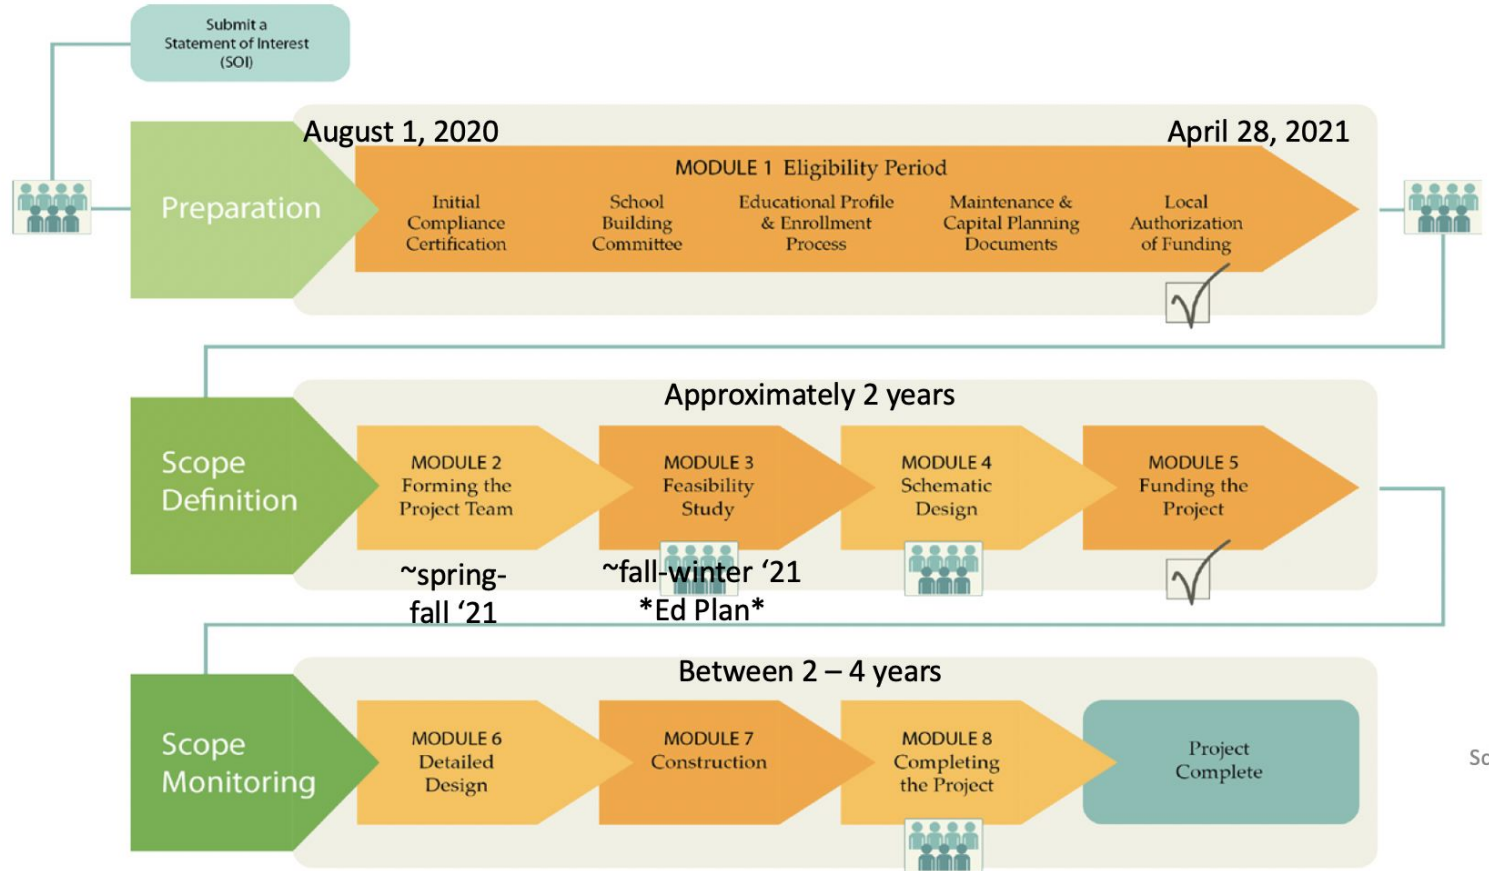 Submit a
Statement of Interest
(SOI)
August 1, 2020
April 28, 2021
Preparation
MODULE 1 Eligibility Period
Initial
Compliance
Certification
School
Building
Committee
Educational Profile
& Enrollment
Process
Maintenance &
Capital Planning
Documents
Local
Authorization
of Funding
Approximately 2 years
Scope
Definition
MODULE 2
Forming the
Project Team
MODULE 3
Feasibility
Study
MODULE 4
Schematic
Design
MODULE 5
Funding the
Project
~spring-
fall ‘21
~fall-winter ‘21
*Ed Plan*
Between 2 – 4 years
Scope
Monitoring
MODULE 6
Detailed
Design
MODULE 7
Construction
MODULE 8
Completing
the Project
Project
Complete